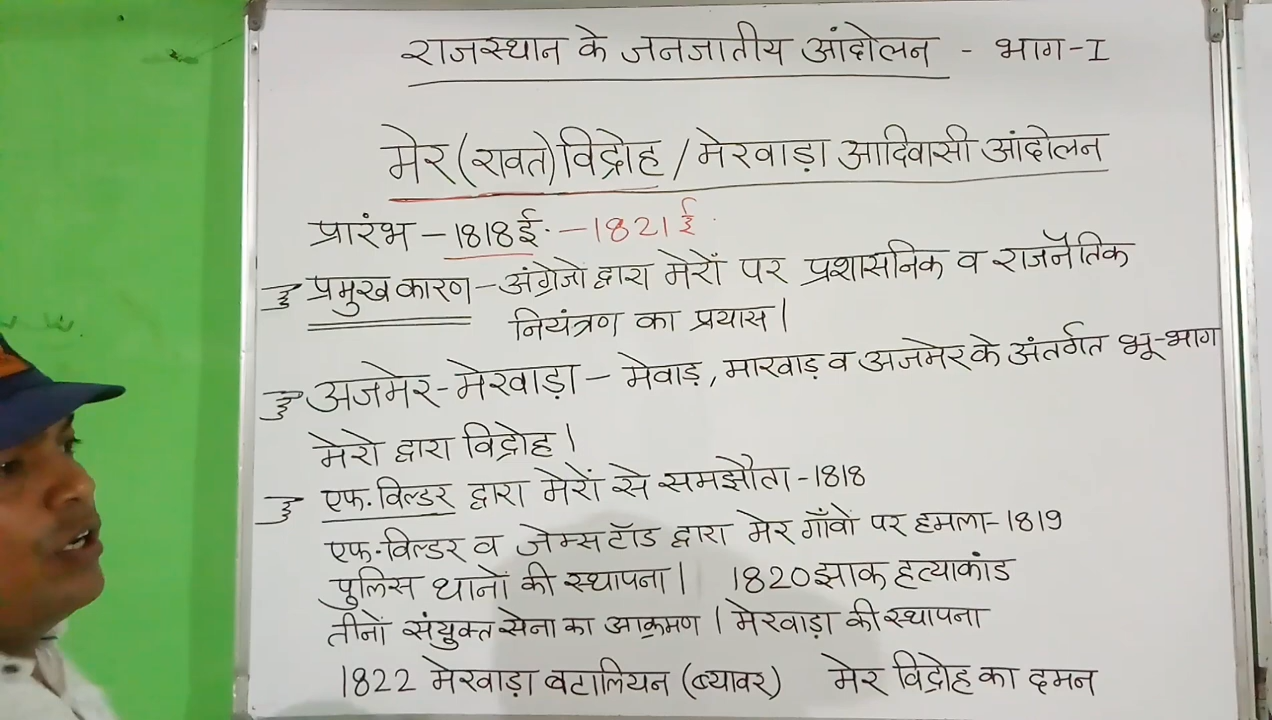 राजस्थान के जनजातीय आंदोलन - भाग-I
मेर (रावत) विद्रोह / मेरवाड़ा आदिवासी आंदोलन
प्रारंभ – 1818ई. – 1821 ई.
प्रमुख कारण – अंग्रेजो द्वारा मेरों पर प्रशासनिक व राजनैतिक
नियंत्रण का प्रयास।
अजमेर-मेरवाड़ा – मेवाड़, मारवाड़ व अजमेर के अंतर्गत भू-भाग
मेरो द्वारा विद्रोह।
एफ. विल्डर द्वारा मेरों से समझौता - 1818
एफ. विल्डर व जेम्स टॉड द्वारा मेर गाँवों पर हमला - 1819
पुलिस थानों की स्थापना। 1820 झाक हत्याकांड
तीनों संयुक्त सेना का आक्रमण। मेरवाड़ा की स्थापना
1822 मेरवाड़ा बटालियन (ब्यावर) मेर विद्रोह का दमन